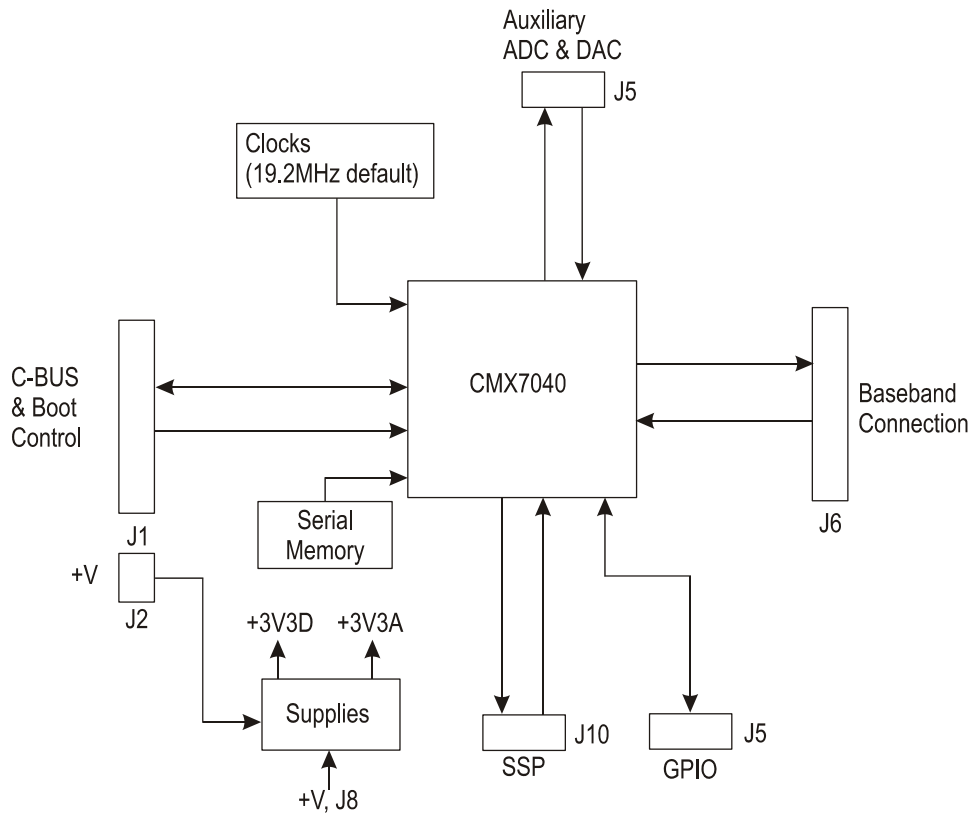 Auxiliary
ADC & DAC
J5
Clocks
(19.2MHz default)
CMX7040
C-BUS
& Boot
Control
J1
Baseband
Connection
J6
Serial
Memory
+V
J2
+3V3D
+3V3A
Supplies
+V, J8
J10
SSP
J5
GPIO